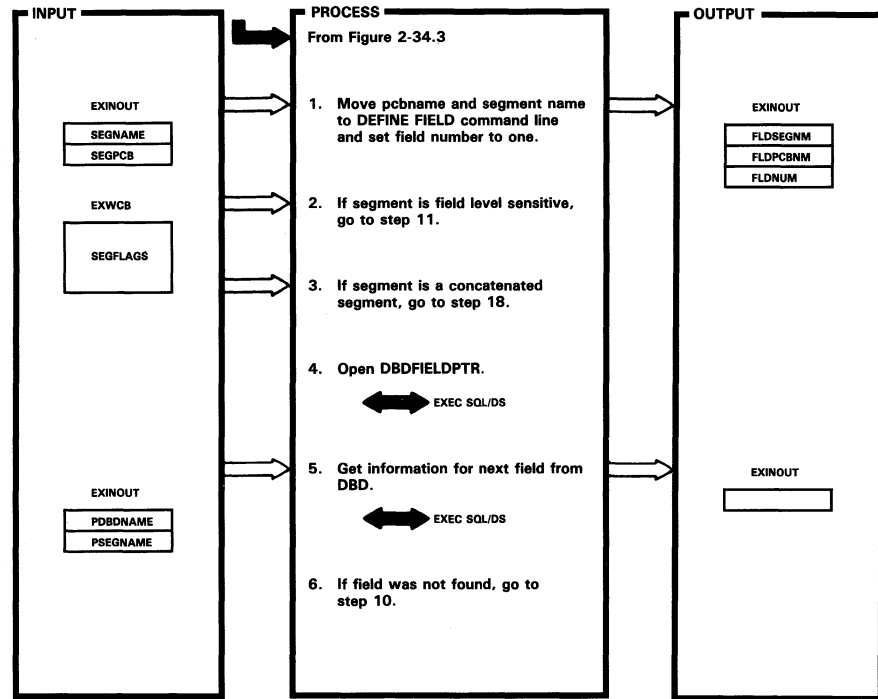 INPUT
PROCESS
OUTPUT
From Figure 2-34.3
EXINOUT
SEGNAME
SEGPCB
1. Move pcbname and segment name
to DEFINE FIELD command line
and set field number to one.
EXINOUT
FLDSEGNM
FLDPCBNM
FLDNUM
EXWCB
SEGFLAGS
2. If segment is field level sensitive,
go to step 11.
3. If segment is a concatenated
segment, go to step 18.
4. Open DBDFIELDPTR.
EXEC SQL/DS
EXINOUT
PDBDNAME
PSEGNAME
5. Get information for next field from
DBD.
EXEC SQL/DS
EXINOUT
6. If field was not found, go to
step 10.